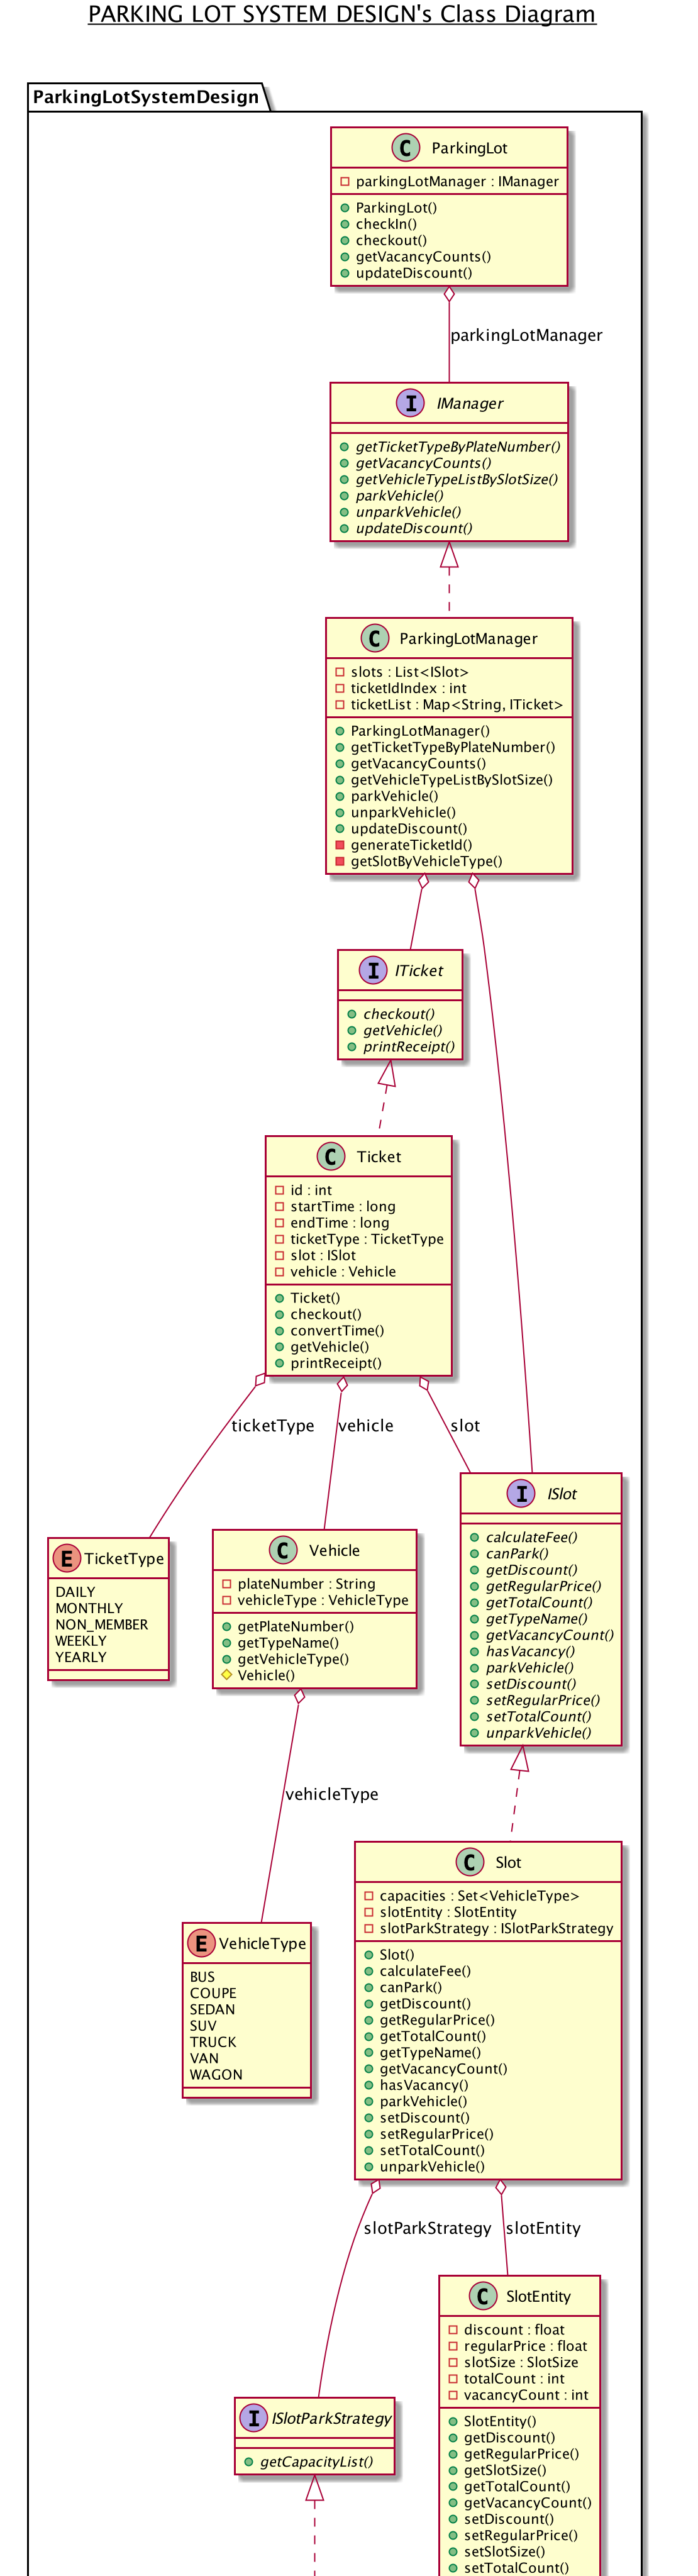 PARKING LOT SYSTEM DESIGN's Class Diagram
ParkingLotSystemDesign
C ParkingLot
parkingLotManager : IManager
ParkingLot()
checkIn()
checkout()
getVacancyCounts()
updateDiscount()
parkingLotManager
I IManager
getTicketTypeByPlateNumber()
getVacancyCounts()
getVehicleTypeListBySlotSize()
parkVehicle()
unparkVehicle()
updateDiscount()
C ParkingLotManager
slots : List<ISlot>
ticketIdIndex : int
ticketList : Map<String, ITicket>
ParkingLotManager()
getTicketTypeByPlateNumber()
getVacancyCounts()
getVehicleTypeListBySlotSize()
parkVehicle()
unparkVehicle()
updateDiscount()
generateTicketId()
getSlotByVehicleType()
I ITicket
checkout()
getVehicle()
printReceipt()
C Ticket
id : int
startTime : long
endTime : long
ticketType : TicketType
slot : ISlot
vehicle : Vehicle
Ticket()
checkout()
convertTime()
getVehicle()
printReceipt()
ticketType
vehicle
slot
E TicketType
DAILY
MONTHLY
NON_MEMBER
WEEKLY
YEARLY
C Vehicle
plateNumber : String
vehicleType : VehicleType
getPlateNumber()
getTypeName()
getVehicleType()
Vehicle()
I ISlot
calculateFee()
canPark()
getDiscount()
getRegularPrice()
getTotalCount()
getTypeName()
getVacancyCount()
hasVacancy()
parkVehicle()
setDiscount()
setRegularPrice()
setTotalCount()
unparkVehicle()
vehicleType
E VehicleType
BUS
COUPE
SEDAN
SUV
TRUCK
VAN
WAGON
C Slot
capacities : Set<VehicleType>
slotEntity : SlotEntity
slotParkStrategy : ISlotParkStrategy
Slot()
calculateFee()
canPark()
getDiscount()
getRegularPrice()
getTotalCount()
getTypeName()
getVacancyCount()
hasVacancy()
parkVehicle()
setDiscount()
setRegularPrice()
setTotalCount()
unparkVehicle()
slotParkStrategy
slotEntity
I ISlotParkStrategy
getCapacityList()
C SlotEntity
discount : float
regularPrice : float
slotSize : SlotSize
totalCount : int
vacancyCount : int
SlotEntity()
getDiscount()
getRegularPrice()
getSlotSize()
getTotalCount()
getVacancyCount()
setDiscount()
setRegularPrice()
setSlotSize()
setTotalCount()